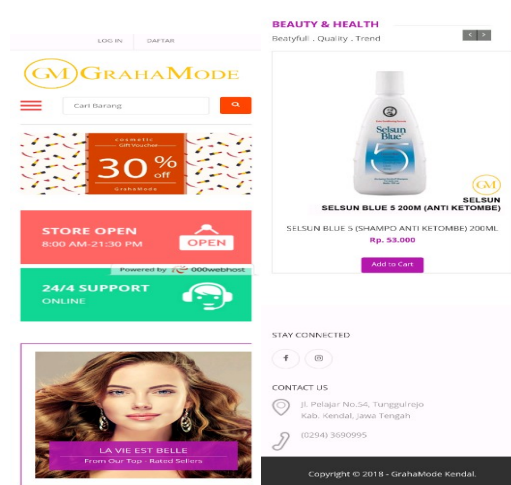 LOG IN DAFTAR
GM GRAHAMODE
Cari Barang
cosmetic
Gift Voucher
30% off
GrahaModa
STORE OPEN
8:00 AM-21:30 PM
OPEN
Powered by 000webhost
24/4 SUPPORT
ONLINE
LA VIE EST BELLE
From Our Top - Rated Sellers
BEAUTY & HEALTH
Beatyfull . Quality . Trend
< >
Selsun
Blue
5
GM
SELSUN
SELSUN BLUE 5 200M (ANTI KETOMBE)
SELSUN BLUE 5 (SHAMPO ANTI KETOMBE) 200ML
Rp. 53.000
Add to Cart
STAY CONNECTED
f
CONTACT US
Jl. Pelajar No.54, Tunggulrejo
Kab. Kendal, Jawa Tengah
(0294) 3690995
Copyright © 2018 - GrahaMode Kendal.